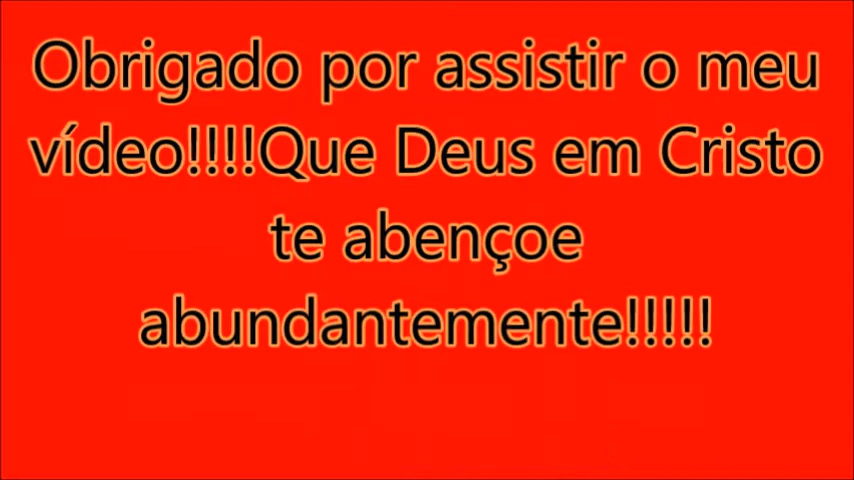 Obrigado por assistir o meu
vídeo!!!!Que Deus em Cristo
te abençoe
abundantemente!!!!!